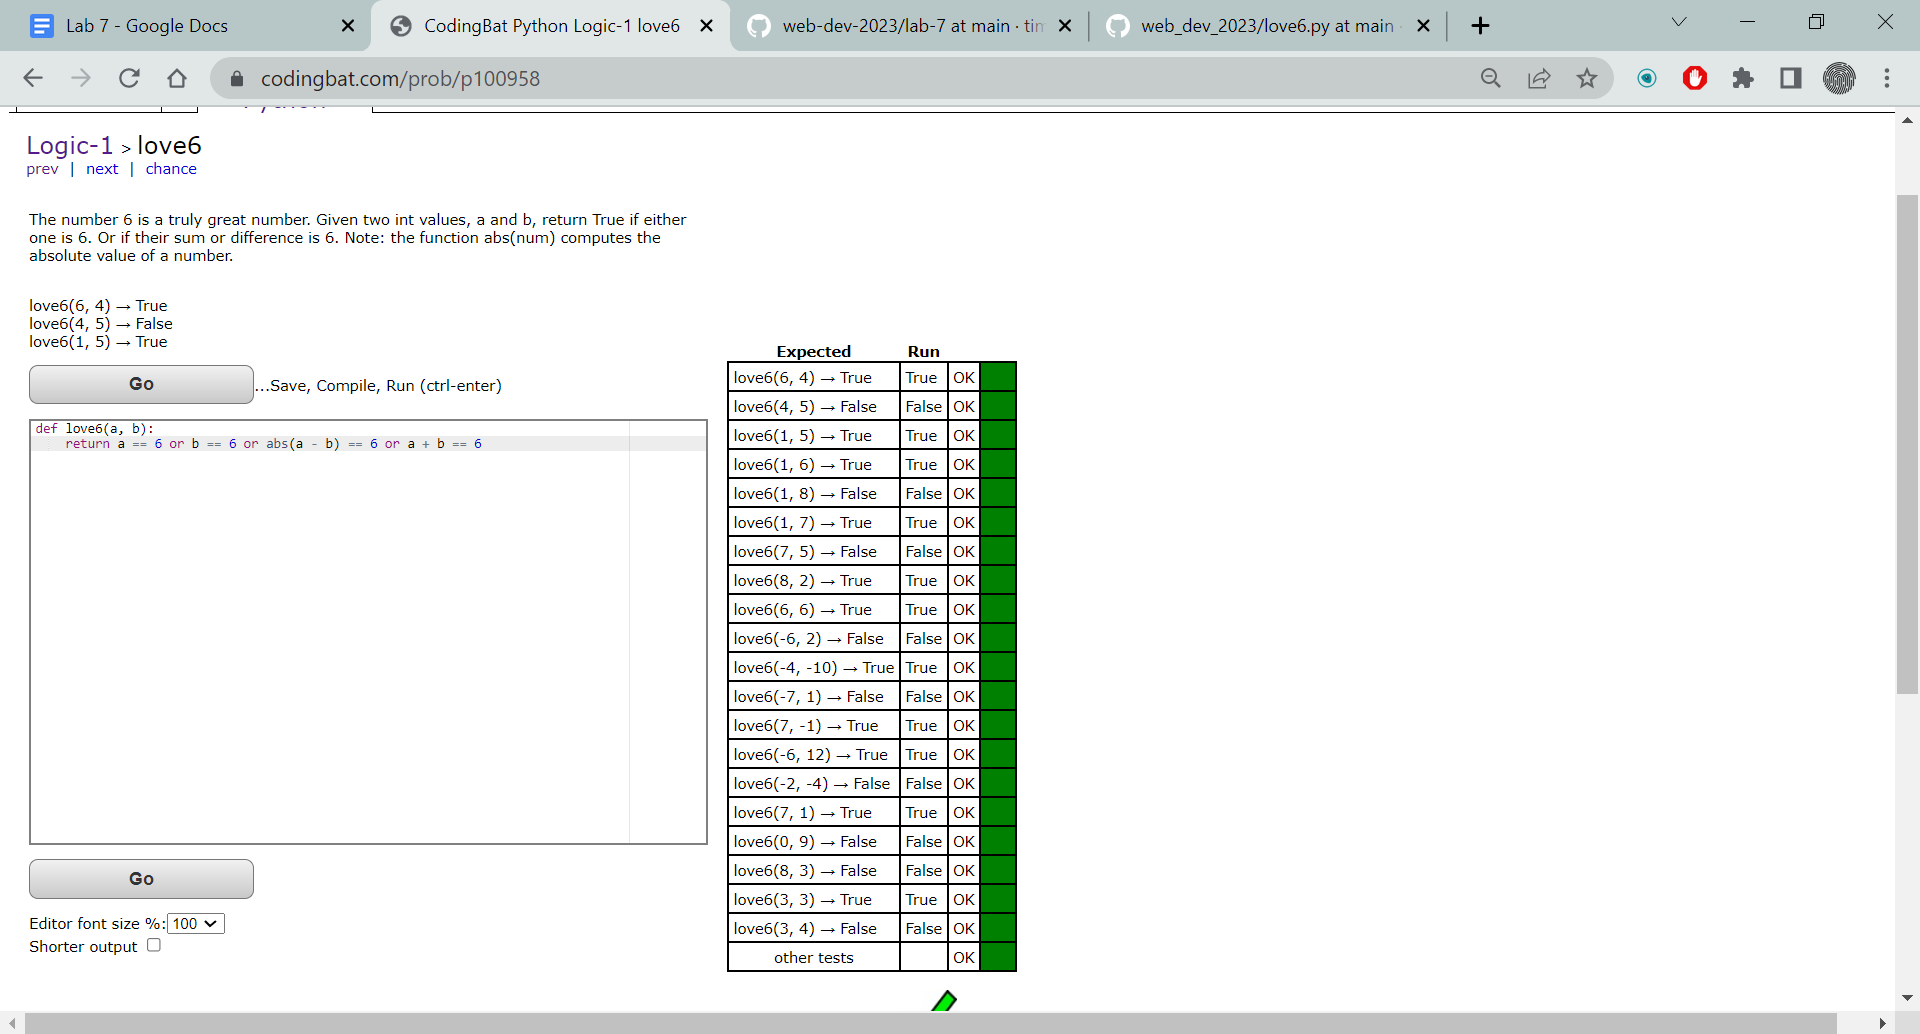 Lab 7 - Google Docs
CodingBat Python Logic-1 love6
web-dev-2023/lab-7 at main · tim
web_dev_2023/love6.py at main
codingbat.com/prob/p100958
Logic-1 > love6
prev | next | chance
The number 6 is a truly great number. Given two int values, a and b, return True if either
one is 6. Or if their sum or difference is 6. Note: the function abs(num) computes the
absolute value of a number.
love6(6, 4) → True
love6(4, 5) → False
love6(1, 5) → True
Go ...Save, Compile, Run (ctrl-enter)
def love6(a, b):
    return a == 6 or b == 6 or abs(a - b) == 6 or a + b == 6
Go
Editor font size %: 100
Shorter output
Expected Run
love6(6, 4) → True True OK
love6(4, 5) → False False OK
love6(1, 5) → True True OK
love6(1, 6) → True True OK
love6(1, 8) → False False OK
love6(1, 7) → True True OK
love6(7, 5) → False False OK
love6(8, 2) → True True OK
love6(6, 6) → True True OK
love6(-6, 2) → False False OK
love6(-4, -10) → True True OK
love6(-7, 1) → False False OK
love6(7, -1) → True True OK
love6(-6, 12) → True True OK
love6(-2, -4) → False False OK
love6(7, 1) → True True OK
love6(0, 9) → False False OK
love6(8, 3) → False False OK
love6(3, 3) → True True OK
love6(3, 4) → False False OK
other tests OK